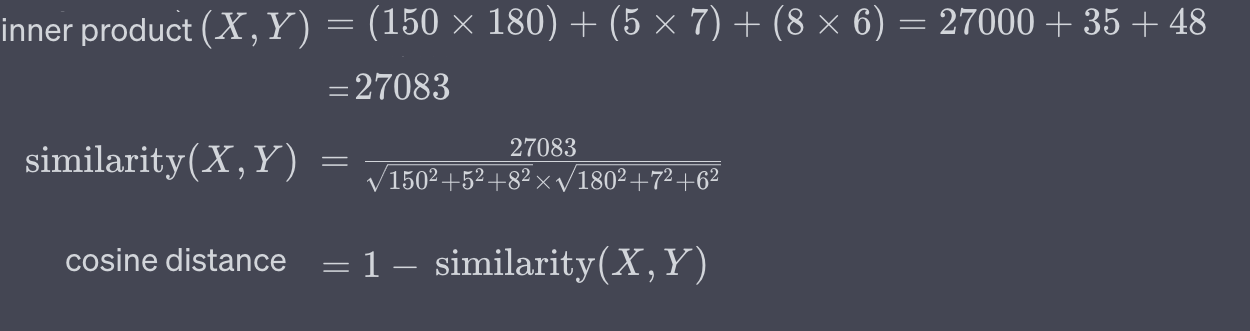 inner product (X, Y) = (150 × 180) + (5 × 7) + (8 × 6) = 27000 + 35 + 48
=27083
similarity(X, Y) = 27083 / √150²+5²+8² × √180²+7²+6²
cosine distance = 1 − similarity(X, Y)